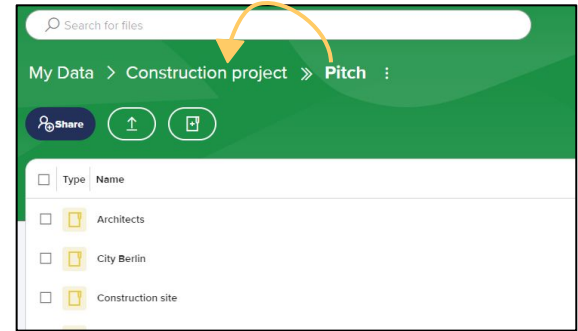 Search for files
My Data > Construction project » Pitch ⋮
Share
Type Name
Architects
City Berlin
Construction site